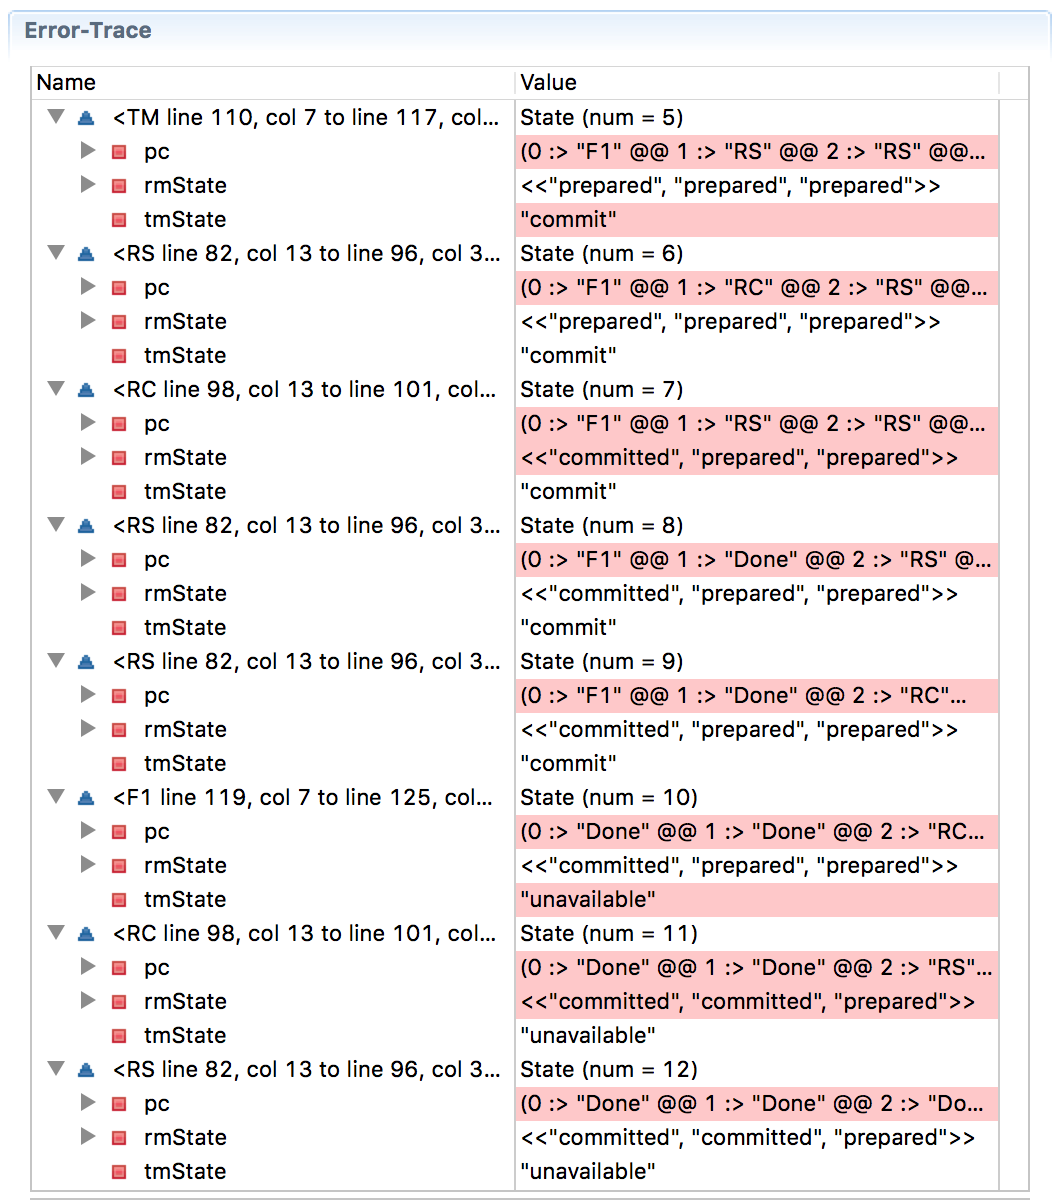 Error-Trace
Name Value
<TM line 110, col 7 to line 117, col... State (num = 5)
pc (0 :> "F1" @@ 1 :> "RS" @@ 2 :> "RS" @@...
rmState <<"prepared", "prepared", "prepared">>
tmState "commit"
<RS line 82, col 13 to line 96, col 3... State (num = 6)
pc (0 :> "F1" @@ 1 :> "RC" @@ 2 :> "RS" @@...
rmState <<"prepared", "prepared", "prepared">>
tmState "commit"
<RC line 98, col 13 to line 101, col... State (num = 7)
pc (0 :> "F1" @@ 1 :> "RS" @@ 2 :> "RS" @@...
rmState <<"committed", "prepared", "prepared">>
tmState "commit"
<RS line 82, col 13 to line 96, col 3... State (num = 8)
pc (0 :> "F1" @@ 1 :> "Done" @@ 2 :> "RS" @...
rmState <<"committed", "prepared", "prepared">>
tmState "commit"
<RS line 82, col 13 to line 96, col 3... State (num = 9)
pc (0 :> "F1" @@ 1 :> "Done" @@ 2 :> "RC"...
rmState <<"committed", "prepared", "prepared">>
tmState "commit"
<F1 line 119, col 7 to line 125, col... State (num = 10)
pc (0 :> "Done" @@ 1 :> "Done" @@ 2 :> "RC...
rmState <<"committed", "prepared", "prepared">>
tmState "unavailable"
<RC line 98, col 13 to line 101, col... State (num = 11)
pc (0 :> "Done" @@ 1 :> "Done" @@ 2 :> "RS"...
rmState <<"committed", "committed", "prepared">>
tmState "unavailable"
<RS line 82, col 13 to line 96, col 3... State (num = 12)
pc (0 :> "Done" @@ 1 :> "Done" @@ 2 :> "Do...
rmState <<"committed", "committed", "prepared">>
tmState "unavailable"